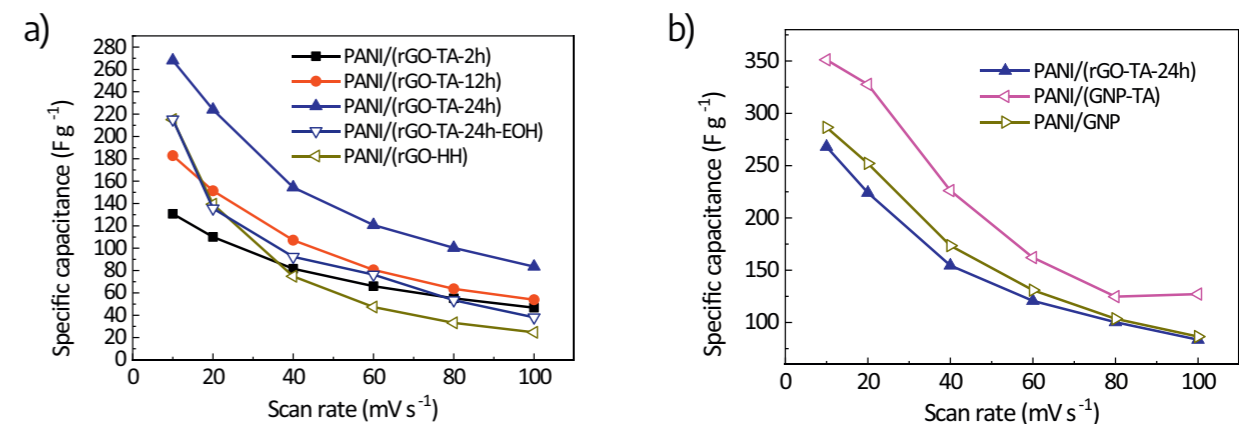 a)
280
260
240
220
200
180
160
140
120
100
80
60
40
20
0
Specific capacitance (F g⁻¹)
PANI/(rGO-TA-2h)
PANI/(rGO-TA-12h)
PANI/(rGO-TA-24h)
PANI/(rGO-TA-24h-EOH)
PANI/(rGO-HH)
0 20 40 60 80 100
Scan rate (mV s⁻¹)
b)
350
300
250
200
150
100
Specific capacitance (F g⁻¹)
PANI/(rGO-TA-24h)
PANI/(GNP-TA)
PANI/GNP
0 20 40 60 80 100
Scan rate (mV s⁻¹)